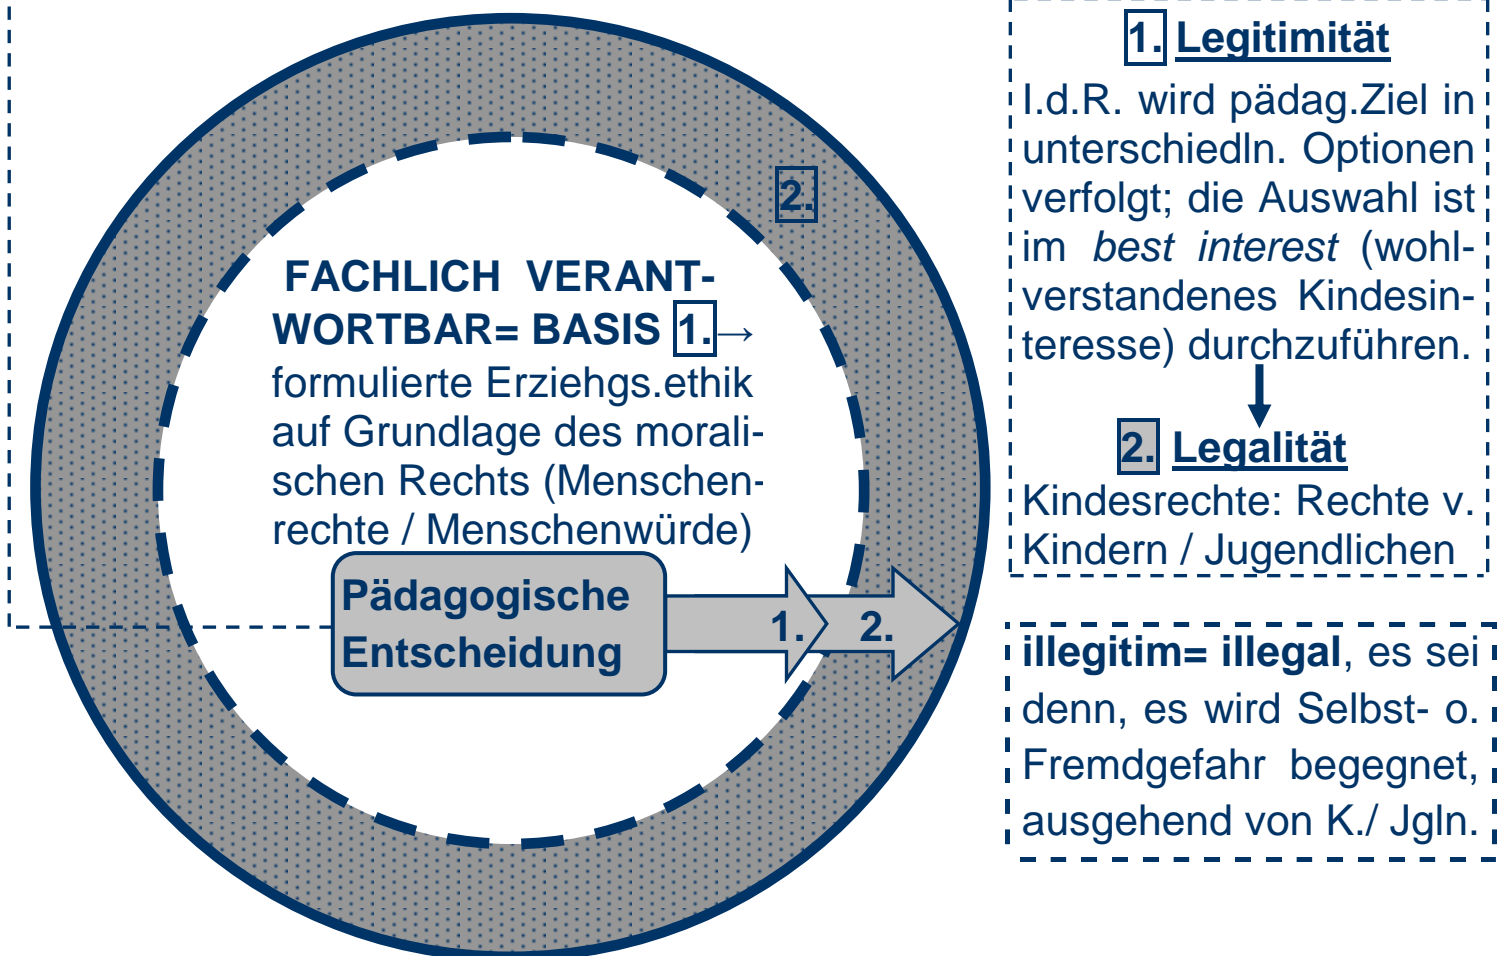 2.
FACHLICH VERANT-
WORTBAR= BASIS 1.→
formulierte Erziehgs.ethik
auf Grundlage des morali-
schen Rechts (Menschen-
rechte / Menschenwürde)
Pädagogische
Entscheidung
1. 2.
1. Legitimität
I.d.R. wird pädag.Ziel in
unterschiedln. Optionen
verfolgt; die Auswahl ist
im best interest (wohl-
verstandenes Kindesin-
teresse) durchzuführen.
2. Legalität
Kindesrechte: Rechte v.
Kindern / Jugendlichen
illegitim= illegal, es sei
denn, es wird Selbst- o.
Fremdgefahr begegnet,
ausgehend von K./ Jgln.